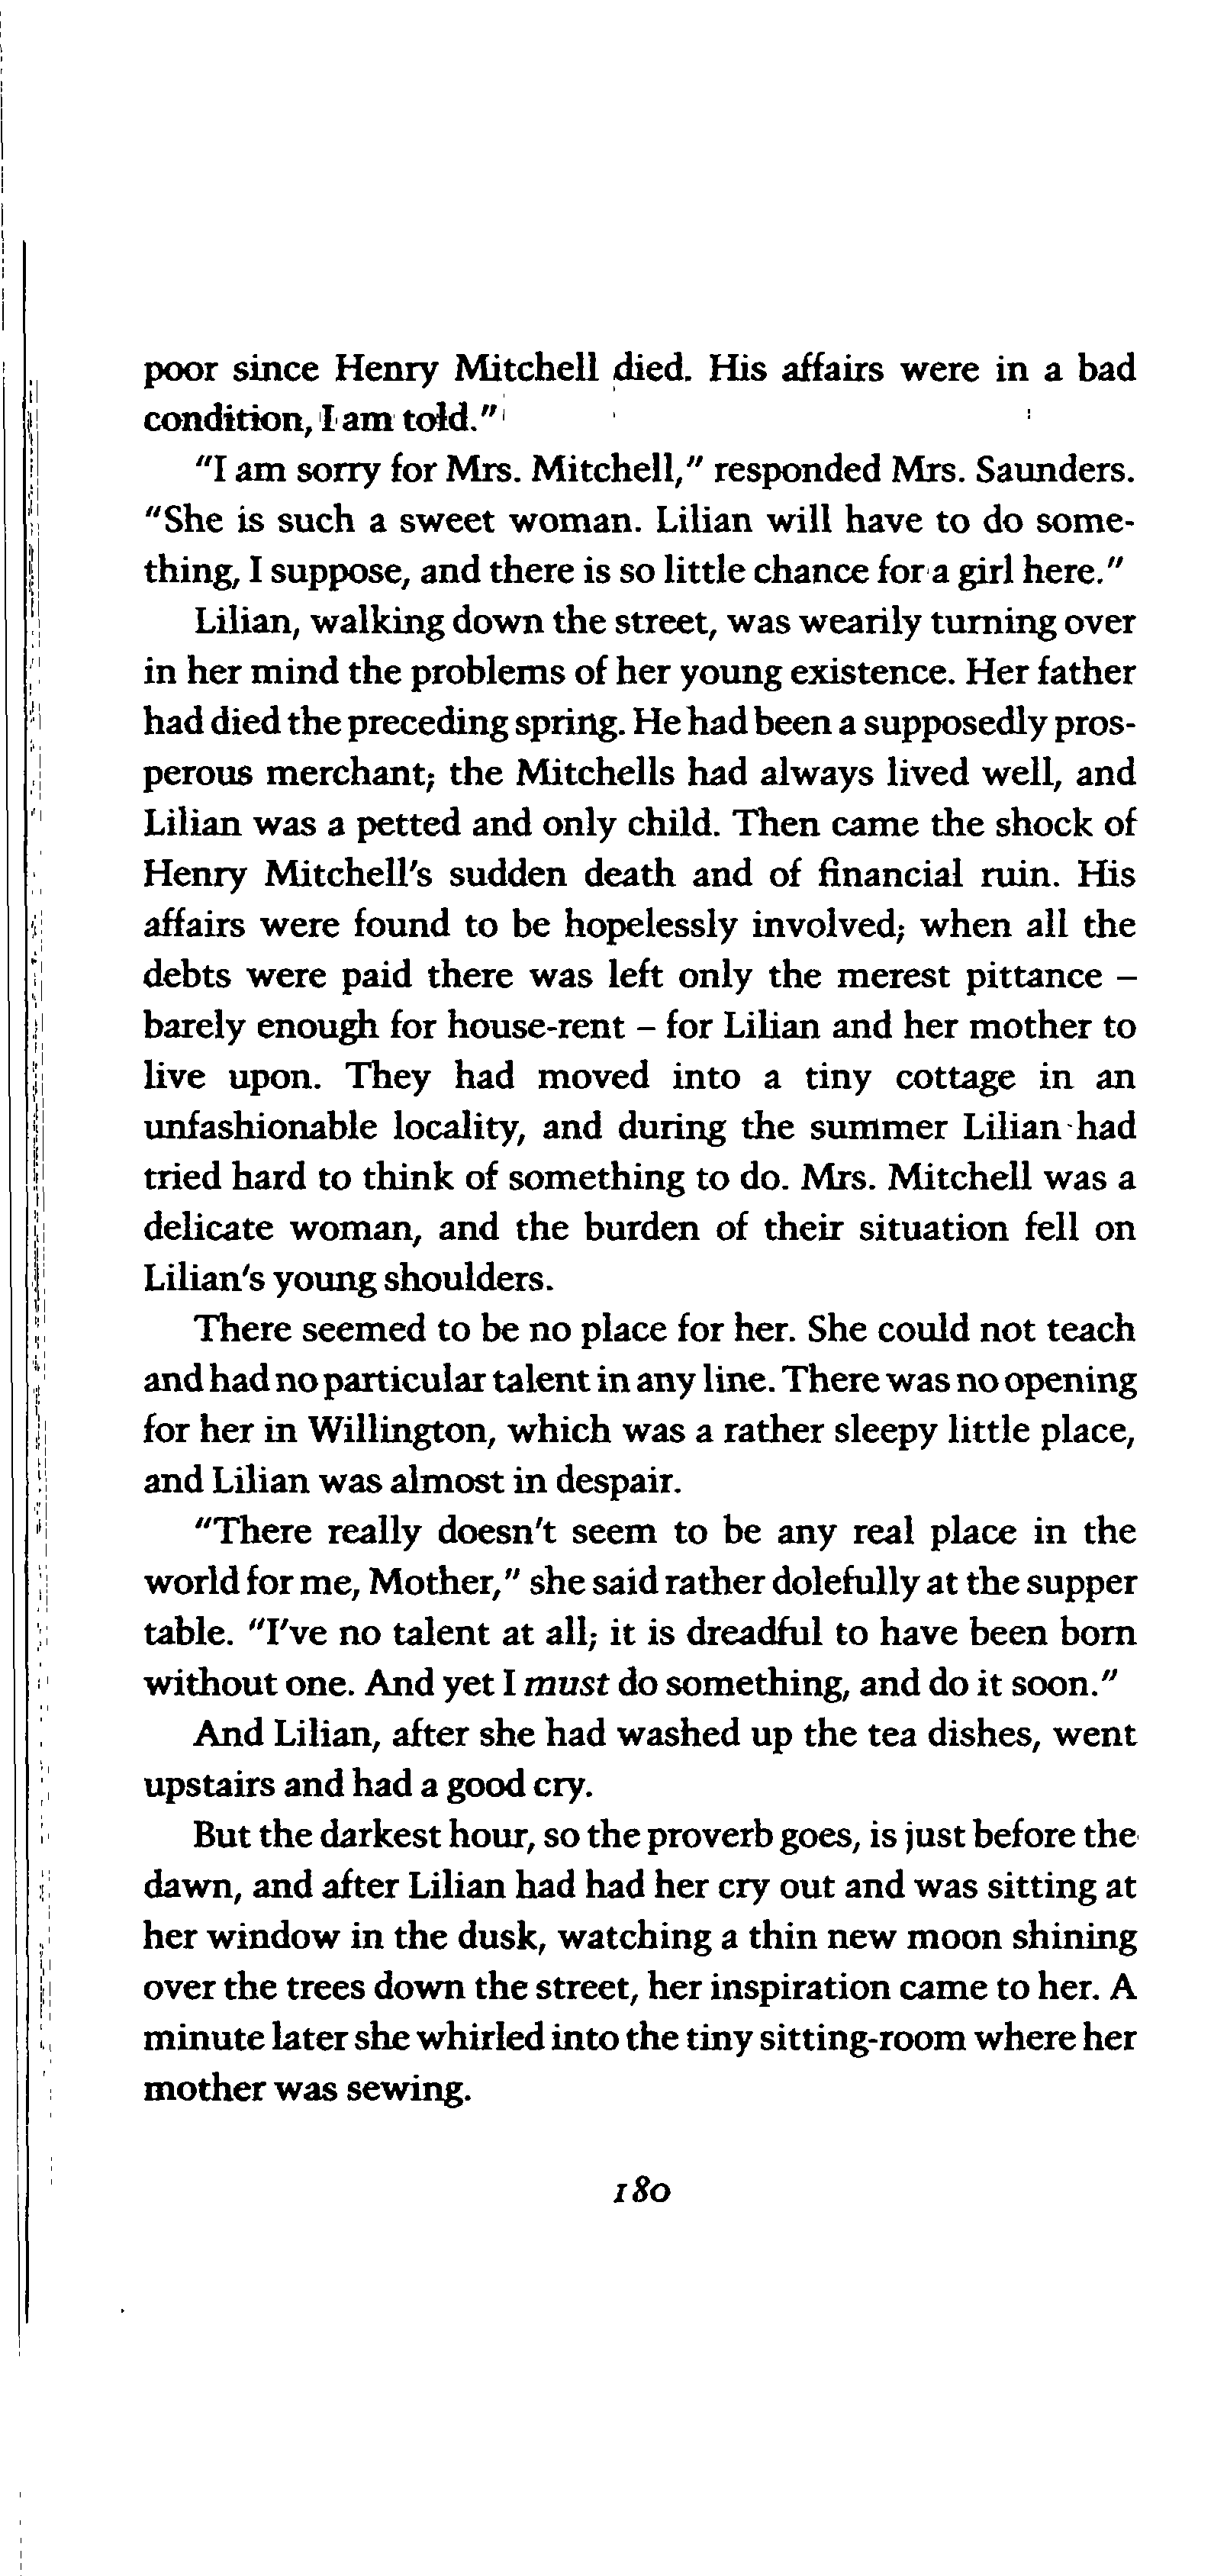 poor since Henry Mitchell died. His affairs were in a bad
condition, I am told."
"I am sorry for Mrs. Mitchell," responded Mrs. Saunders.
"She is such a sweet woman. Lilian will have to do some-
thing, I suppose, and there is so little chance for a girl here."
Lilian, walking down the street, was wearily turning over
in her mind the problems of her young existence. Her father
had died the preceding spring. He had been a supposedly pros-
perous merchant; the Mitchells had always lived well, and
Lilian was a petted and only child. Then came the shock of
Henry Mitchell's sudden death and of financial ruin. His
affairs were found to be hopelessly involved; when all the
debts were paid there was left only the merest pittance –
barely enough for house-rent – for Lilian and her mother to
live upon. They had moved into a tiny cottage in an
unfashionable locality, and during the summer Lilian had
tried hard to think of something to do. Mrs. Mitchell was a
delicate woman, and the burden of their situation fell on
Lilian's young shoulders.
There seemed to be no place for her. She could not teach
and had no particular talent in any line. There was no opening
for her in Willington, which was a rather sleepy little place,
and Lilian was almost in despair.
"There really doesn't seem to be any real place in the
world for me, Mother," she said rather dolefully at the supper
table. "I've no talent at all; it is dreadful to have been born
without one. And yet I must do something, and do it soon."
And Lilian, after she had washed up the tea dishes, went
upstairs and had a good cry.
But the darkest hour, so the proverb goes, is just before the
dawn, and after Lilian had had her cry out and was sitting at
her window in the dusk, watching a thin new moon shining
over the trees down the street, her inspiration came to her. A
minute later she whirled into the tiny sitting-room where her
mother was sewing.
180